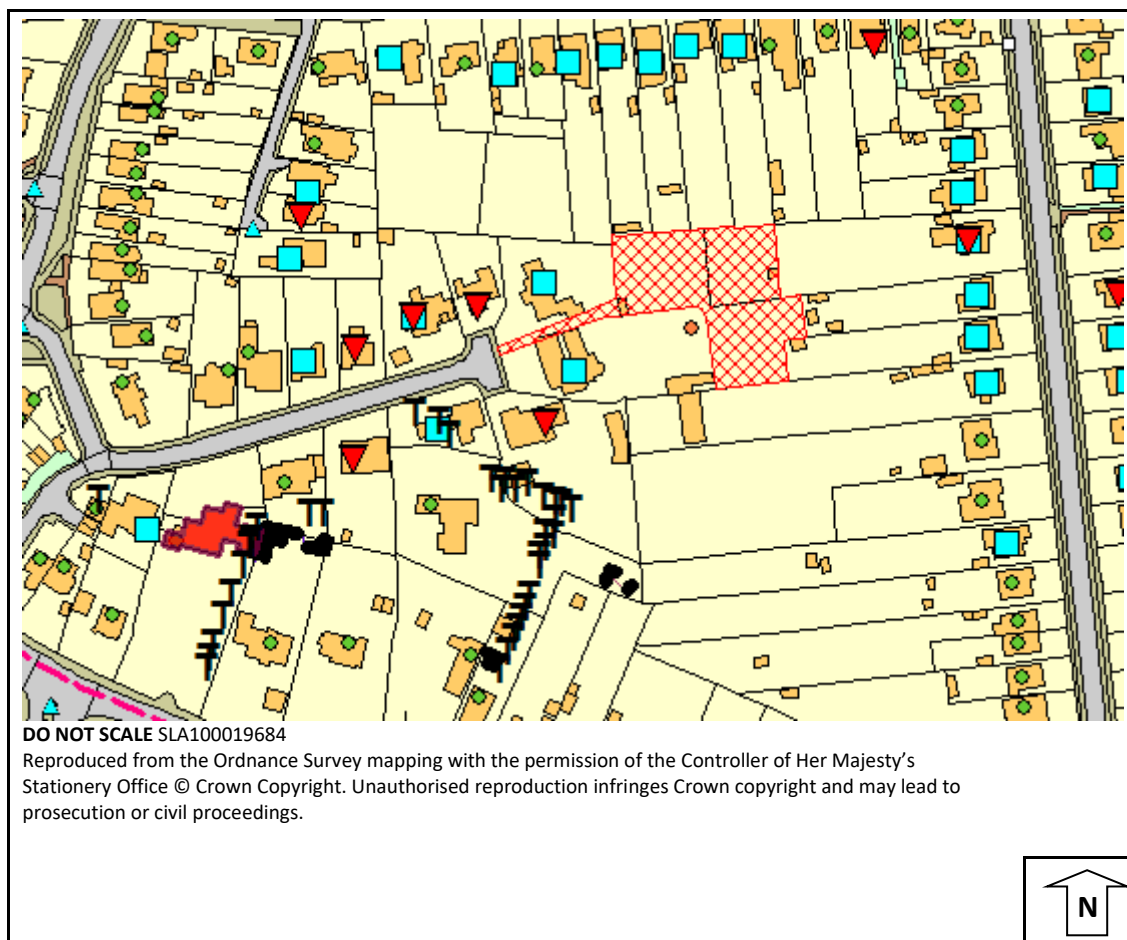 DO NOT SCALE SLA100019684
Reproduced from the Ordnance Survey mapping with the permission of the Controller of Her Majesty's
Stationery Office © Crown Copyright. Unauthorised reproduction infringes Crown copyright and may lead to
prosecution or civil proceedings.
N